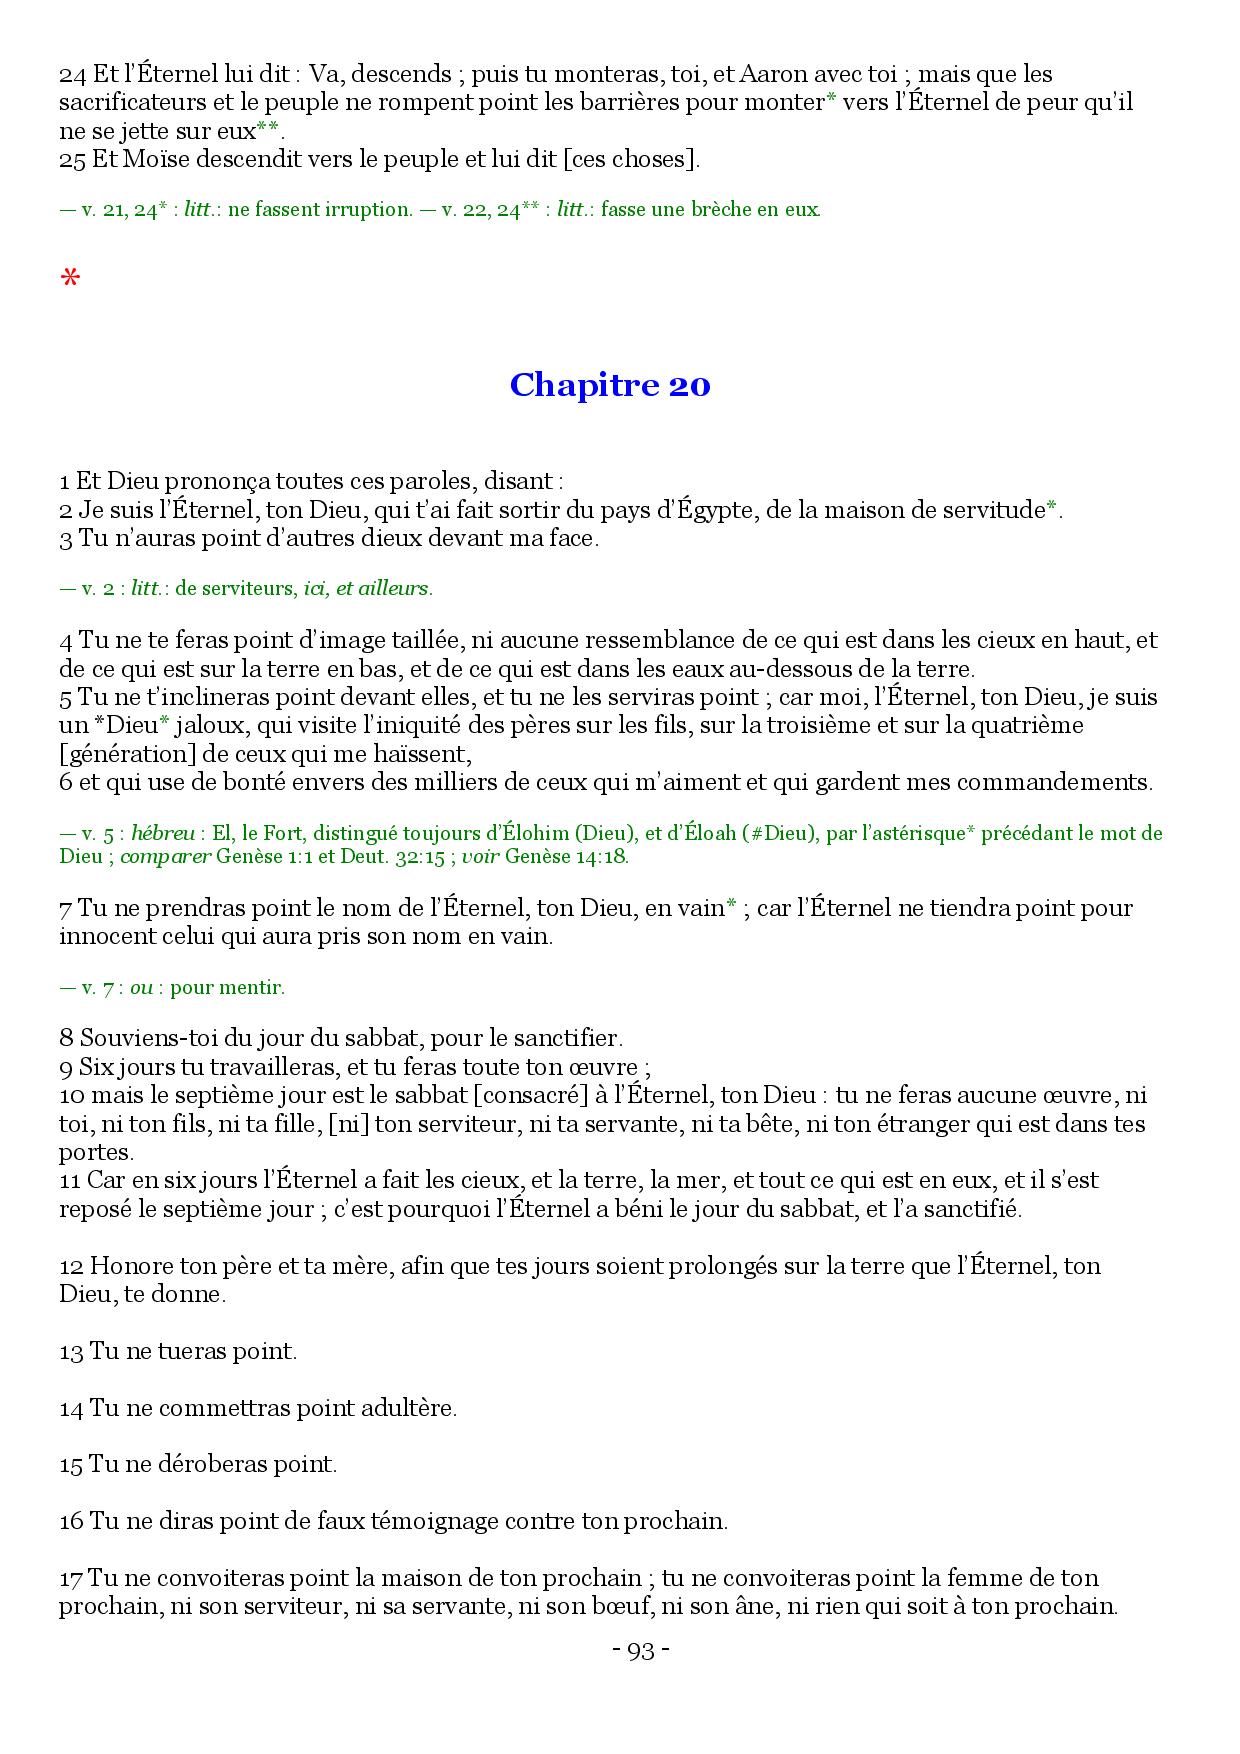 24 Et l’Éternel lui dit : Va, descends ; puis tu monteras, toi, et Aaron avec toi ; mais que les
sacrificateurs et le peuple ne rompent point les barrières pour monter* vers l’Éternel de peur qu’il
ne se jette sur eux**.
25 Et Moïse descendit vers le peuple et lui dit [ces choses].
— v. 21, 24* : litt.: ne fassent irruption. — v. 22, 24** : litt.: fasse une brèche en eux.
*
Chapitre 20
1 Et Dieu prononça toutes ces paroles, disant :
2 Je suis l’Éternel, ton Dieu, qui t’ai fait sortir du pays d’Égypte, de la maison de servitude*.
3 Tu n’auras point d’autres dieux devant ma face.
— v. 2 : litt.: de serviteurs, ici, et ailleurs.
4 Tu ne te feras point d’image taillée, ni aucune ressemblance de ce qui est dans les cieux en haut, et
de ce qui est sur la terre en bas, et de ce qui est dans les eaux au-dessous de la terre.
5 Tu ne t’inclineras point devant elles, et tu ne les serviras point ; car moi, l’Éternel, ton Dieu, je suis
un *Dieu* jaloux, qui visite l’iniquité des pères sur les fils, sur la troisième et sur la quatrième
[génération] de ceux qui me haïssent,
6 et qui use de bonté envers des milliers de ceux qui m’aiment et qui gardent mes commandements.
— v. 5 : hébreu : El, le Fort, distingué toujours d’Élohim (Dieu), et d’Éloah (#Dieu), par l’astérisque* précédant le mot de
Dieu ; comparer Genèse 1:1 et Deut. 32:15 ; voir Genèse 14:18.
7 Tu ne prendras point le nom de l’Éternel, ton Dieu, en vain* ; car l’Éternel ne tiendra point pour
innocent celui qui aura pris son nom en vain.
— v. 7 : ou : pour mentir.
8 Souviens-toi du jour du sabbat, pour le sanctifier.
9 Six jours tu travailleras, et tu feras toute ton œuvre ;
10 mais le septième jour est le sabbat [consacré] à l’Éternel, ton Dieu : tu ne feras aucune œuvre, ni
toi, ni ton fils, ni ta fille, [ni] ton serviteur, ni ta servante, ni ta bête, ni ton étranger qui est dans tes
portes.
11 Car en six jours l’Éternel a fait les cieux, et la terre, la mer, et tout ce qui est en eux, et il s’est
reposé le septième jour ; c’est pourquoi l’Éternel a béni le jour du sabbat, et l’a sanctifié.
12 Honore ton père et ta mère, afin que tes jours soient prolongés sur la terre que l’Éternel, ton
Dieu, te donne.
13 Tu ne tueras point.
14 Tu ne commettras point adultère.
15 Tu ne déroberas point.
16 Tu ne diras point de faux témoignage contre ton prochain.
17 Tu ne convoiteras point la maison de ton prochain ; tu ne convoiteras point la femme de ton
prochain, ni son serviteur, ni sa servante, ni son bœuf, ni son âne, ni rien qui soit à ton prochain.
- 93 -